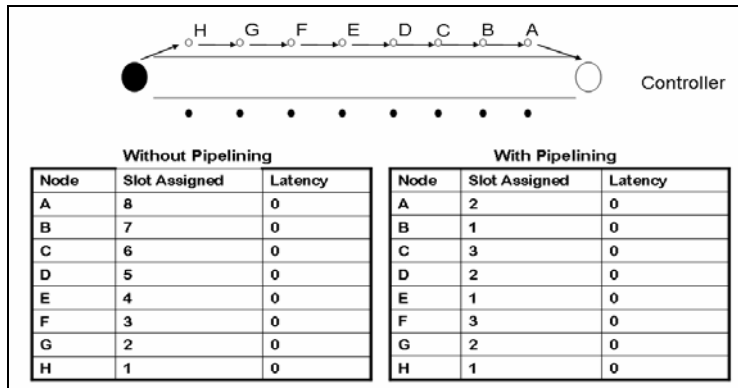 H G F E D C B A
Controller
Without Pipelining
Node Slot Assigned Latency
A 8 0
B 7 0
C 6 0
D 5 0
E 4 0
F 3 0
G 2 0
H 1 0
With Pipelining
Node Slot Assigned Latency
A 2 0
B 1 0
C 3 0
D 2 0
E 1 0
F 3 0
G 2 0
H 1 0